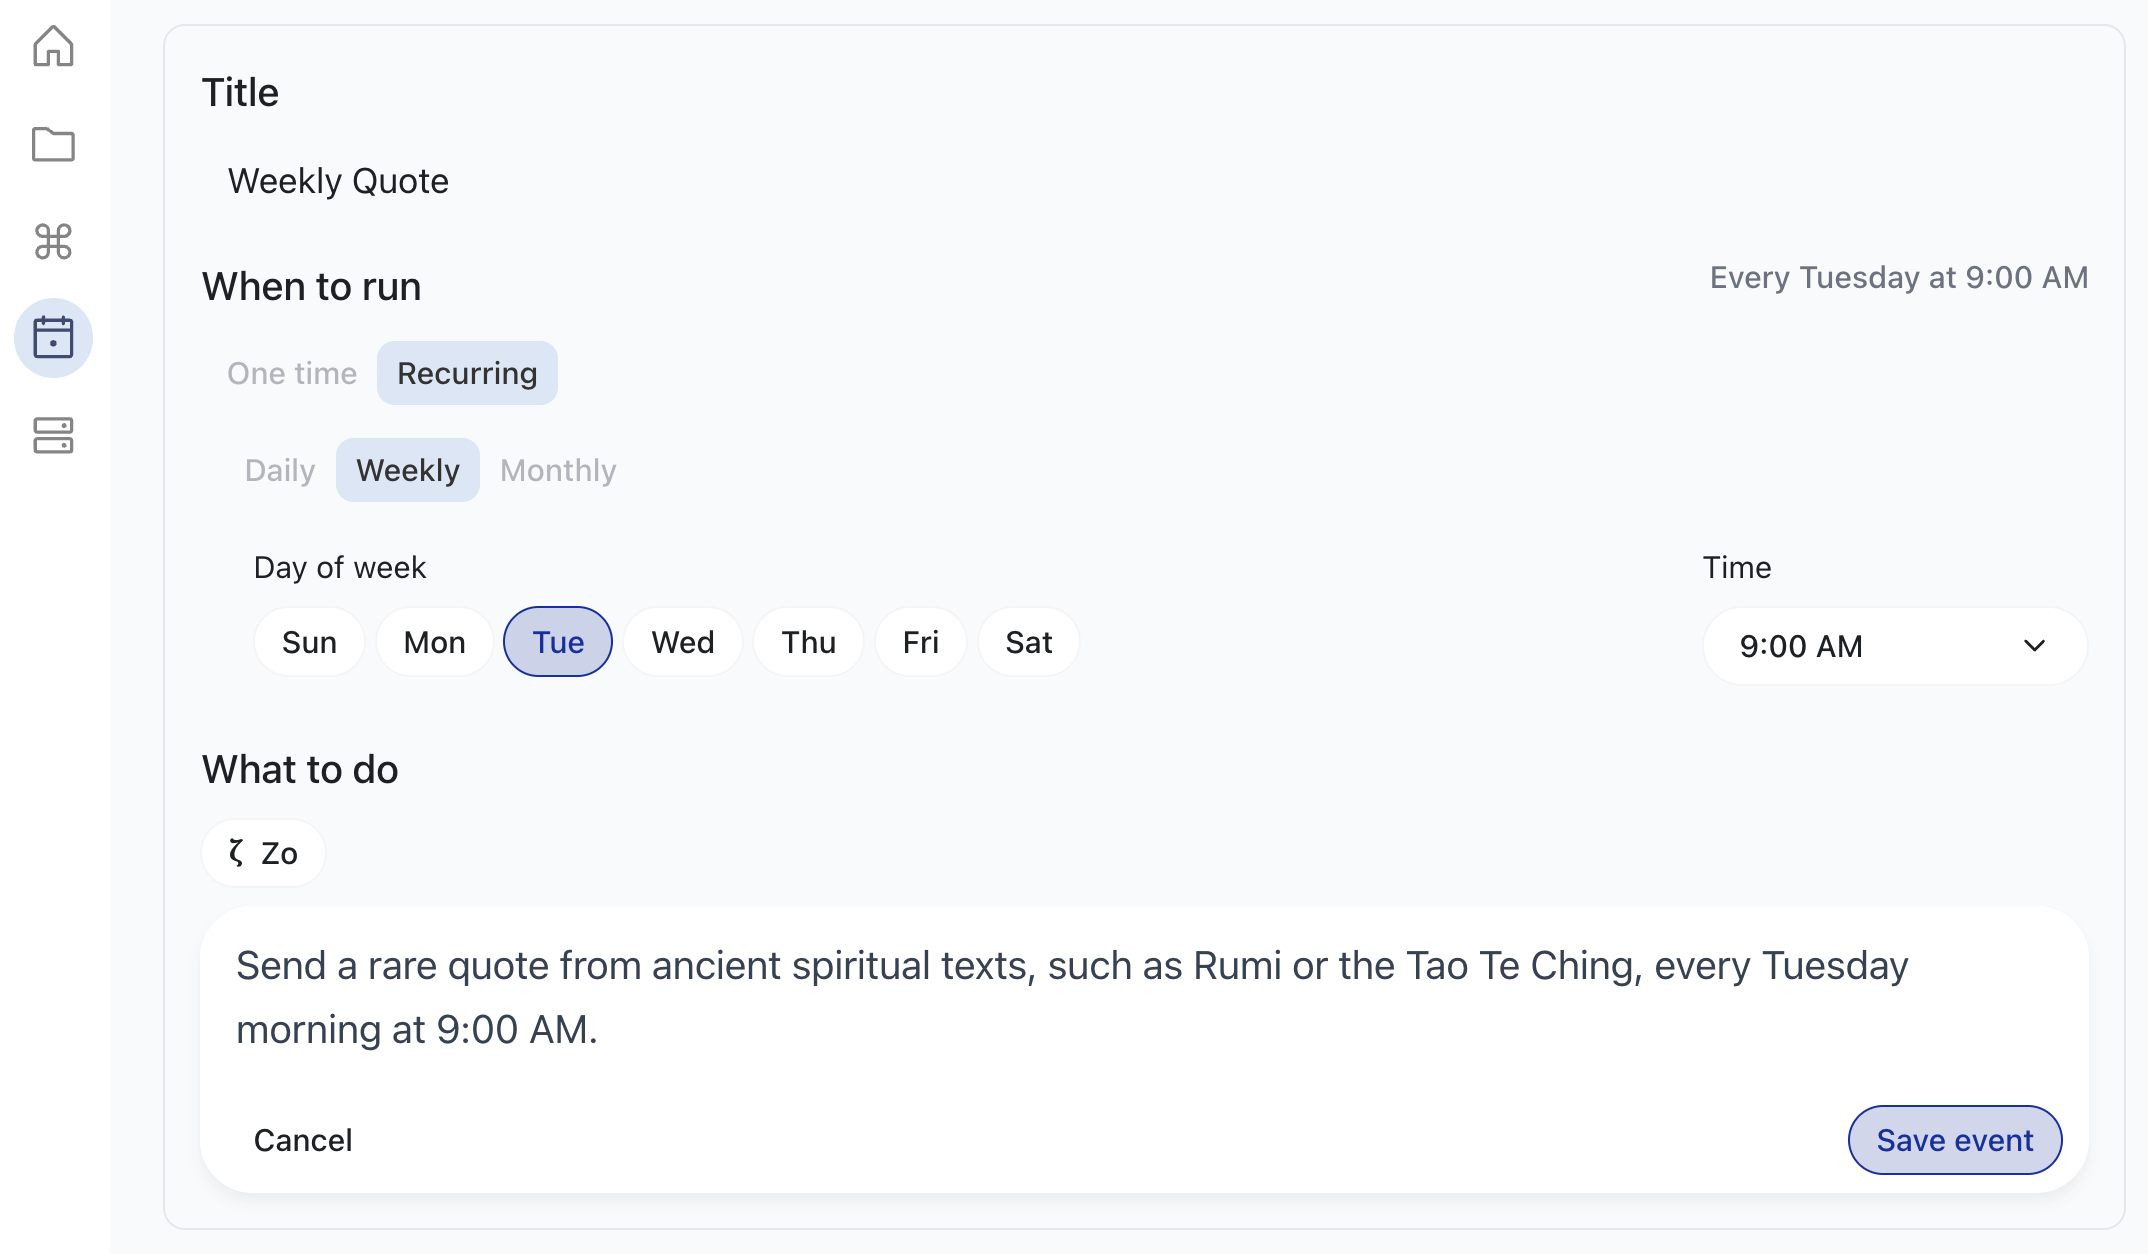 Title
Weekly Quote
When to run
Every Tuesday at 9:00 AM
One time Recurring
Daily Weekly Monthly
Day of week
Time
Sun Mon Tue Wed Thu Fri Sat
9:00 AM
What to do
ζ Zo
Send a rare quote from ancient spiritual texts, such as Rumi or the Tao Te Ching, every Tuesday
morning at 9:00 AM.
Cancel
Save event